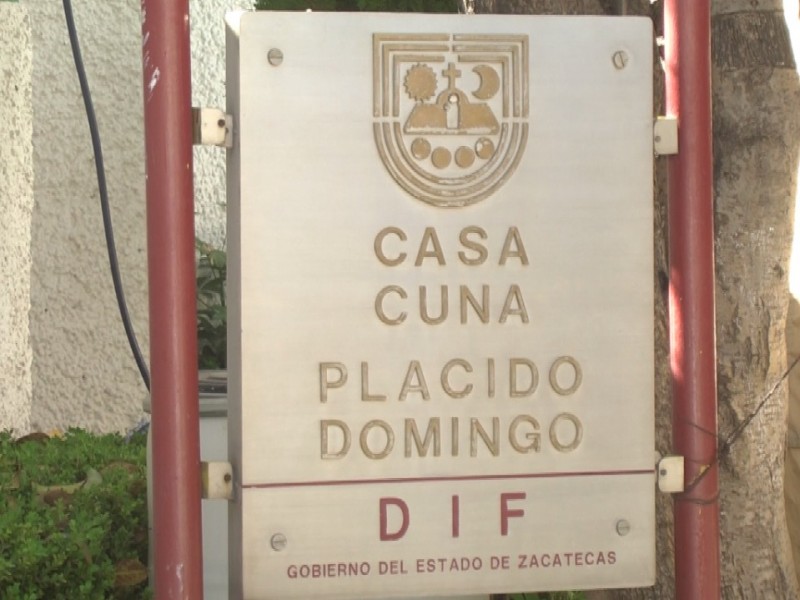 CASA
CUNA
PLACIDO
DOMINGO
DIF
GOBIERNO DEL ESTADO DE ZACATECAS